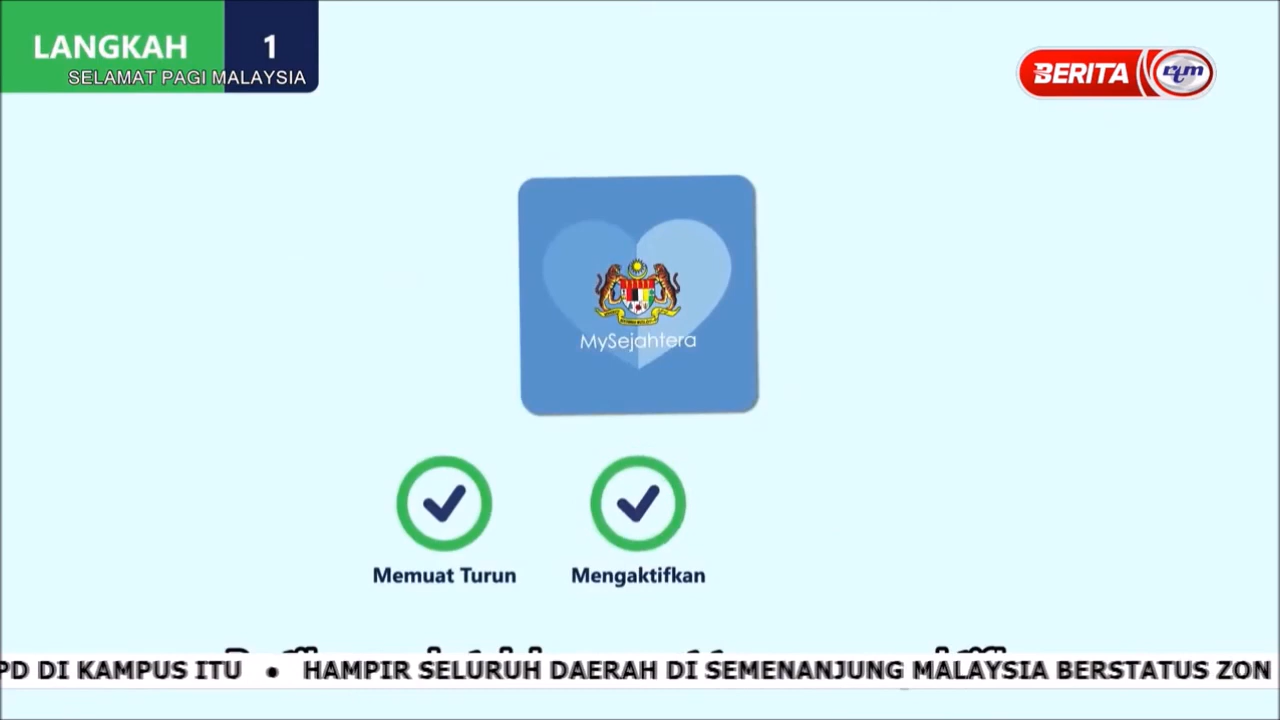 LANGKAH 1
SELAMAT PAGI MALAYSIA
BERITA rtm
MySejahtera
Memuat Turun
Mengaktifkan
PD DI KAMPUS ITU • HAMPIR SELURUH DAERAH DI SEMENANJUNG MALAYSIA BERSTATUS ZON